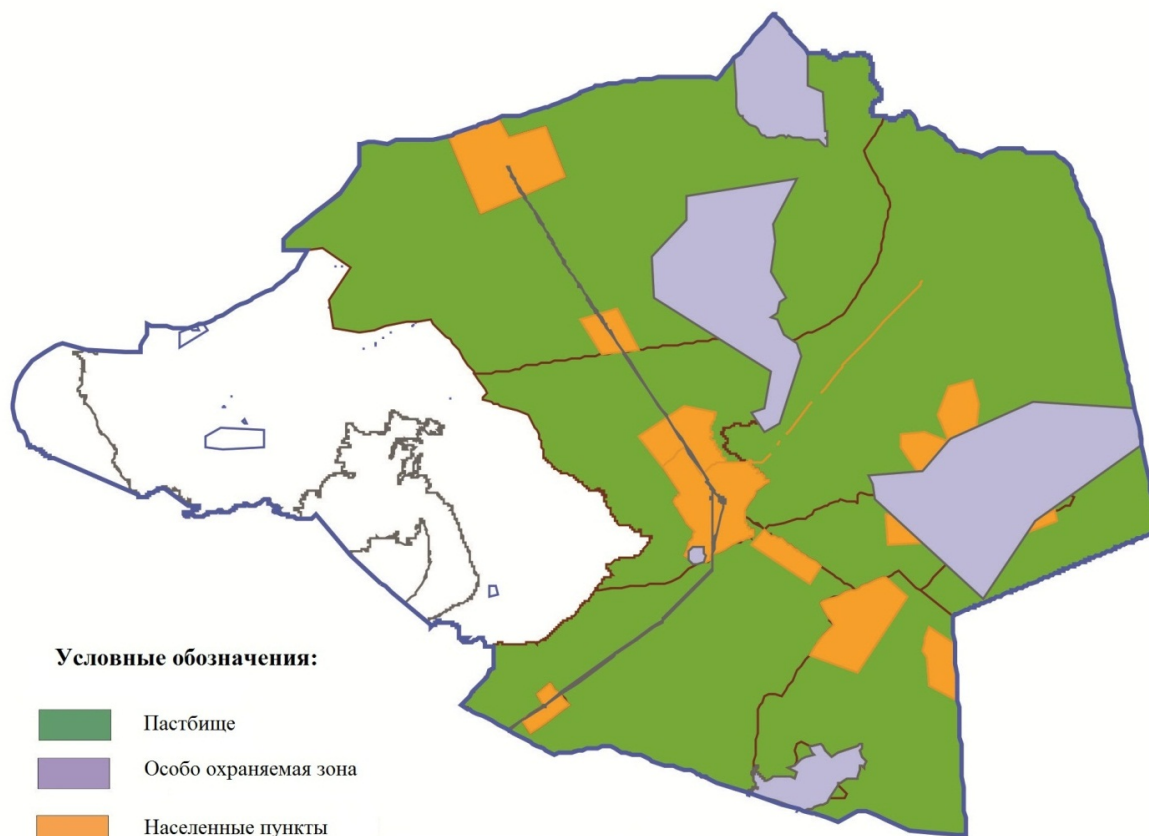 Условные обозначения:
Пастбище
Особо охраняемая зона
Населенные пункты